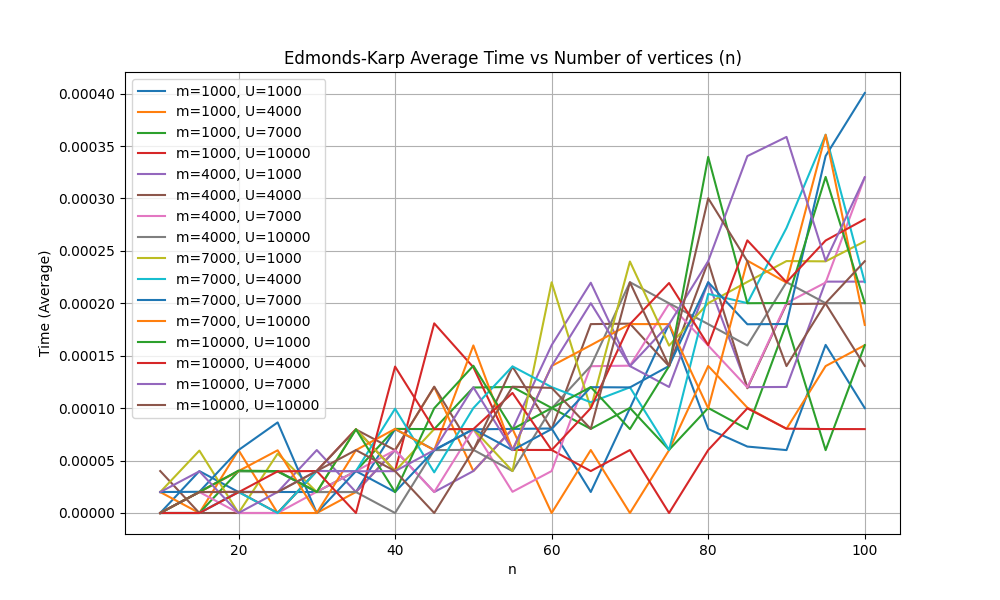 Edmonds-Karp Average Time vs Number of vertices (n)
0.00040
0.00035
0.00030
0.00025
0.00020
0.00015
0.00010
0.00005
0.00000
Time (Average)
m=1000, U=1000
m=1000, U=4000
m=1000, U=7000
m=1000, U=10000
m=4000, U=1000
m=4000, U=4000
m=4000, U=7000
m=4000, U=10000
m=7000, U=1000
m=7000, U=4000
m=7000, U=7000
m=7000, U=10000
m=10000, U=1000
m=10000, U=4000
m=10000, U=7000
m=10000, U=10000
20 40 60 80 100
n